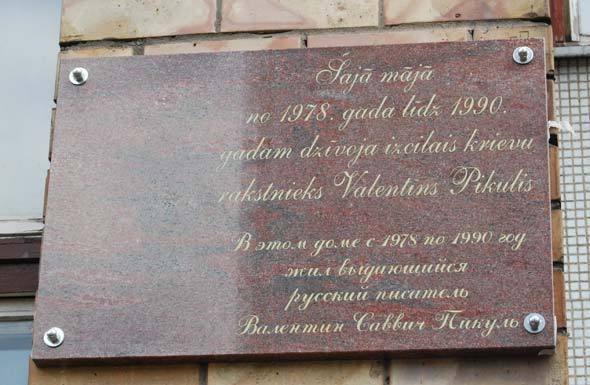 Šajā mājā
no 1978. gada līdz 1990.
gadam dzīvoja izcilais krievu
rakstnieks Valentīns Pikulis
В этом доме с 1978 по 1990 год
жил выдающийся
русский писатель
Валентин Саввич Пикуль